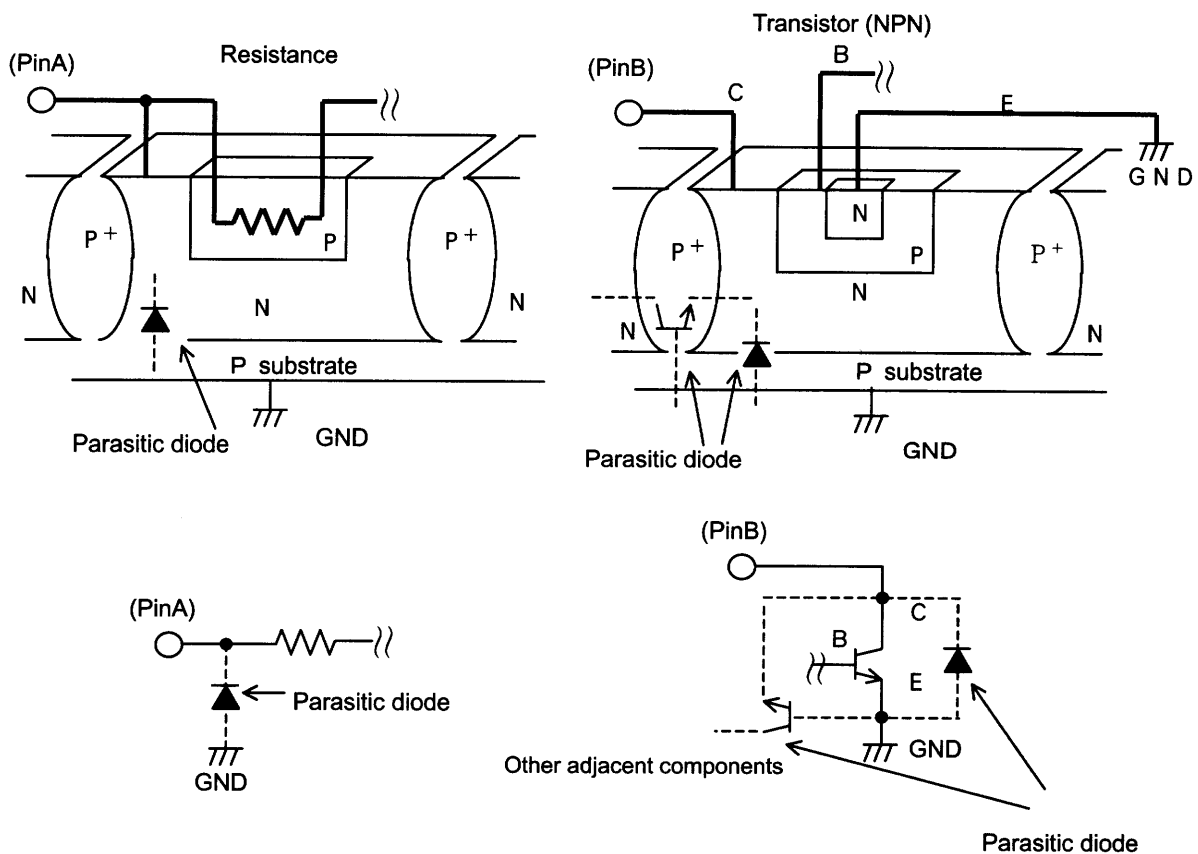 Resistance
(PinA)
P+
P
P+
N
N
N
P substrate
Parasitic diode
GND
Transistor (NPN)
(PinB)
B
C
E
GND
N
P+
P
P+
N
N
N
P substrate
Parasitic diode
GND
(PinA)
Parasitic diode
GND
(PinB)
C
B
E
GND
Other adjacent components
Parasitic diode